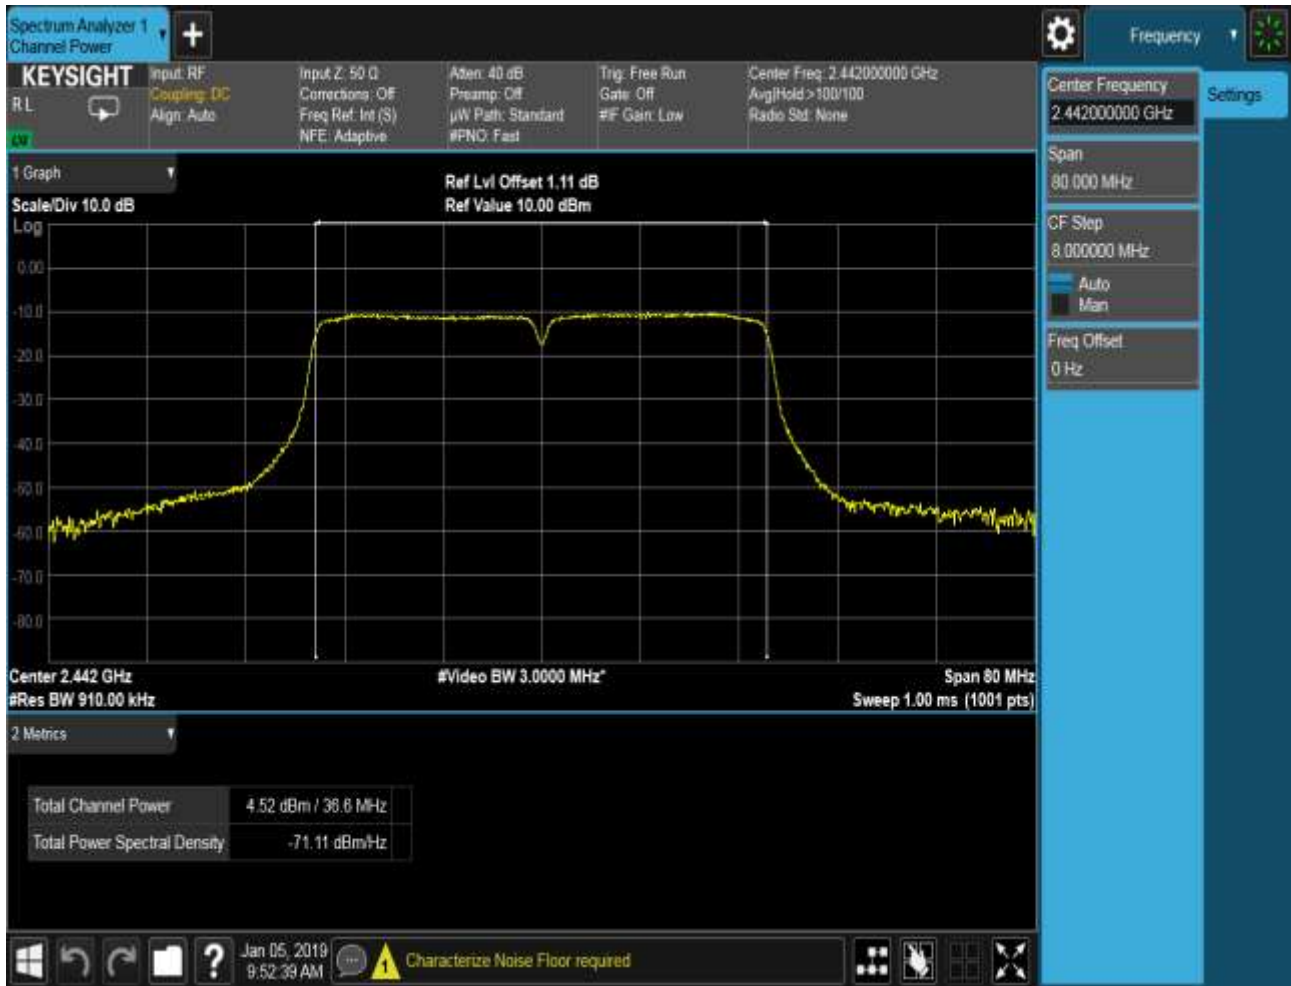 Spectrum Analyzer 1
Channel Power
Frequency
KEYSIGHT
RL
Input: RF
Coupling: DC
Align: Auto
Input Z: 50 Ω
Corrections: Off
Freq Ref: Int (S)
NFE: Adaptive
Atten: 40 dB
Preamp: Off
µW Path: Standard
#PNO: Fast
Trig: Free Run
Gate: Off
#IF Gain: Low
Center Freq: 2.442000000 GHz
Avg|Hold:>100/100
Radio Std: None
Center Frequency
2.442000000 GHz
Settings
Span
80.000 MHz
CF Step
8.000000 MHz
Auto
Man
Freq Offset
0 Hz
1 Graph
Scale/Div 10.0 dB
Ref Lvl Offset 1.11 dB
Ref Value 10.00 dBm
Log
0.00
-10.0
-20.0
-30.0
-40.0
-50.0
-60.0
-70.0
-80.0
Center 2.442 GHz
#Video BW 3.0000 MHz*
Span 80 MHz
#Res BW 910.00 kHz
Sweep 1.00 ms (1001 pts)
2 Metrics
Total Channel Power 4.52 dBm / 36.6 MHz
Total Power Spectral Density -71.11 dBm/Hz
?
Jan 05, 2019
9:52:39 AM
1
Characterize Noise Floor required